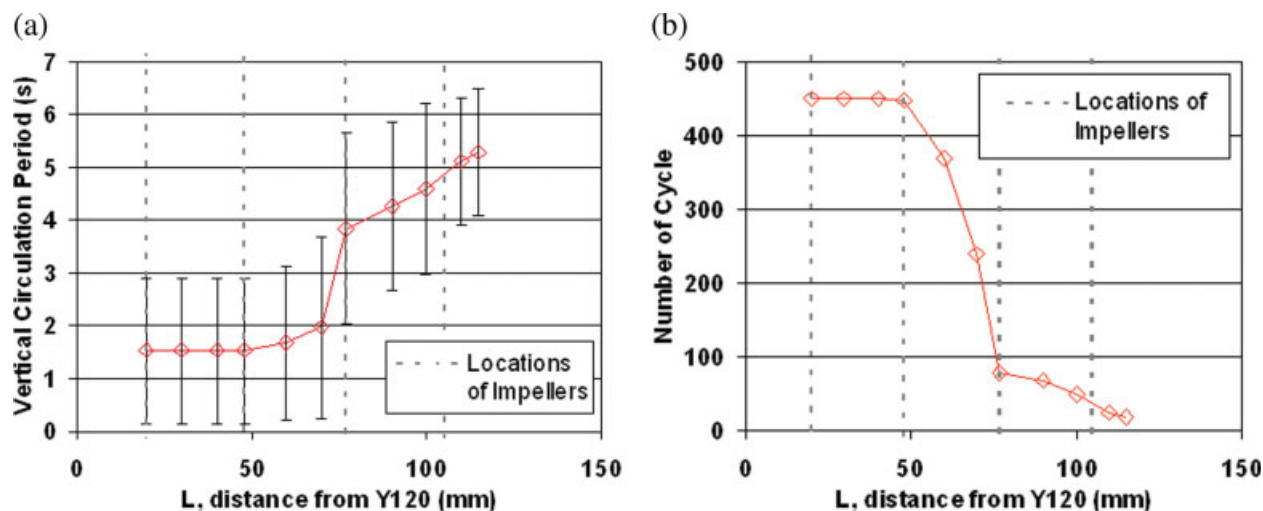 (a)
Vertical Circulation Period (s)
7
6
5
4
3
2
1
0
0 50 100 150
L, distance from Y120 (mm)
Locations
of Impellers
(b)
Number of Cycle
500
400
300
200
100
0
0 50 100 150
L, distance from Y120 (mm)
Locations of
Impellers